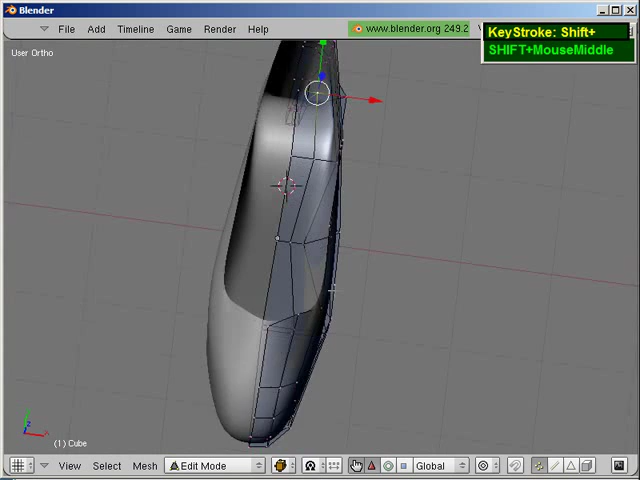 Blender
File Add Timeline Game Render Help
www.blender.org 249.2
KeyStroke: Shift+
SHIFT+MouseMiddle
User Ortho
(1) Cube
View Select Mesh Edit Mode Global